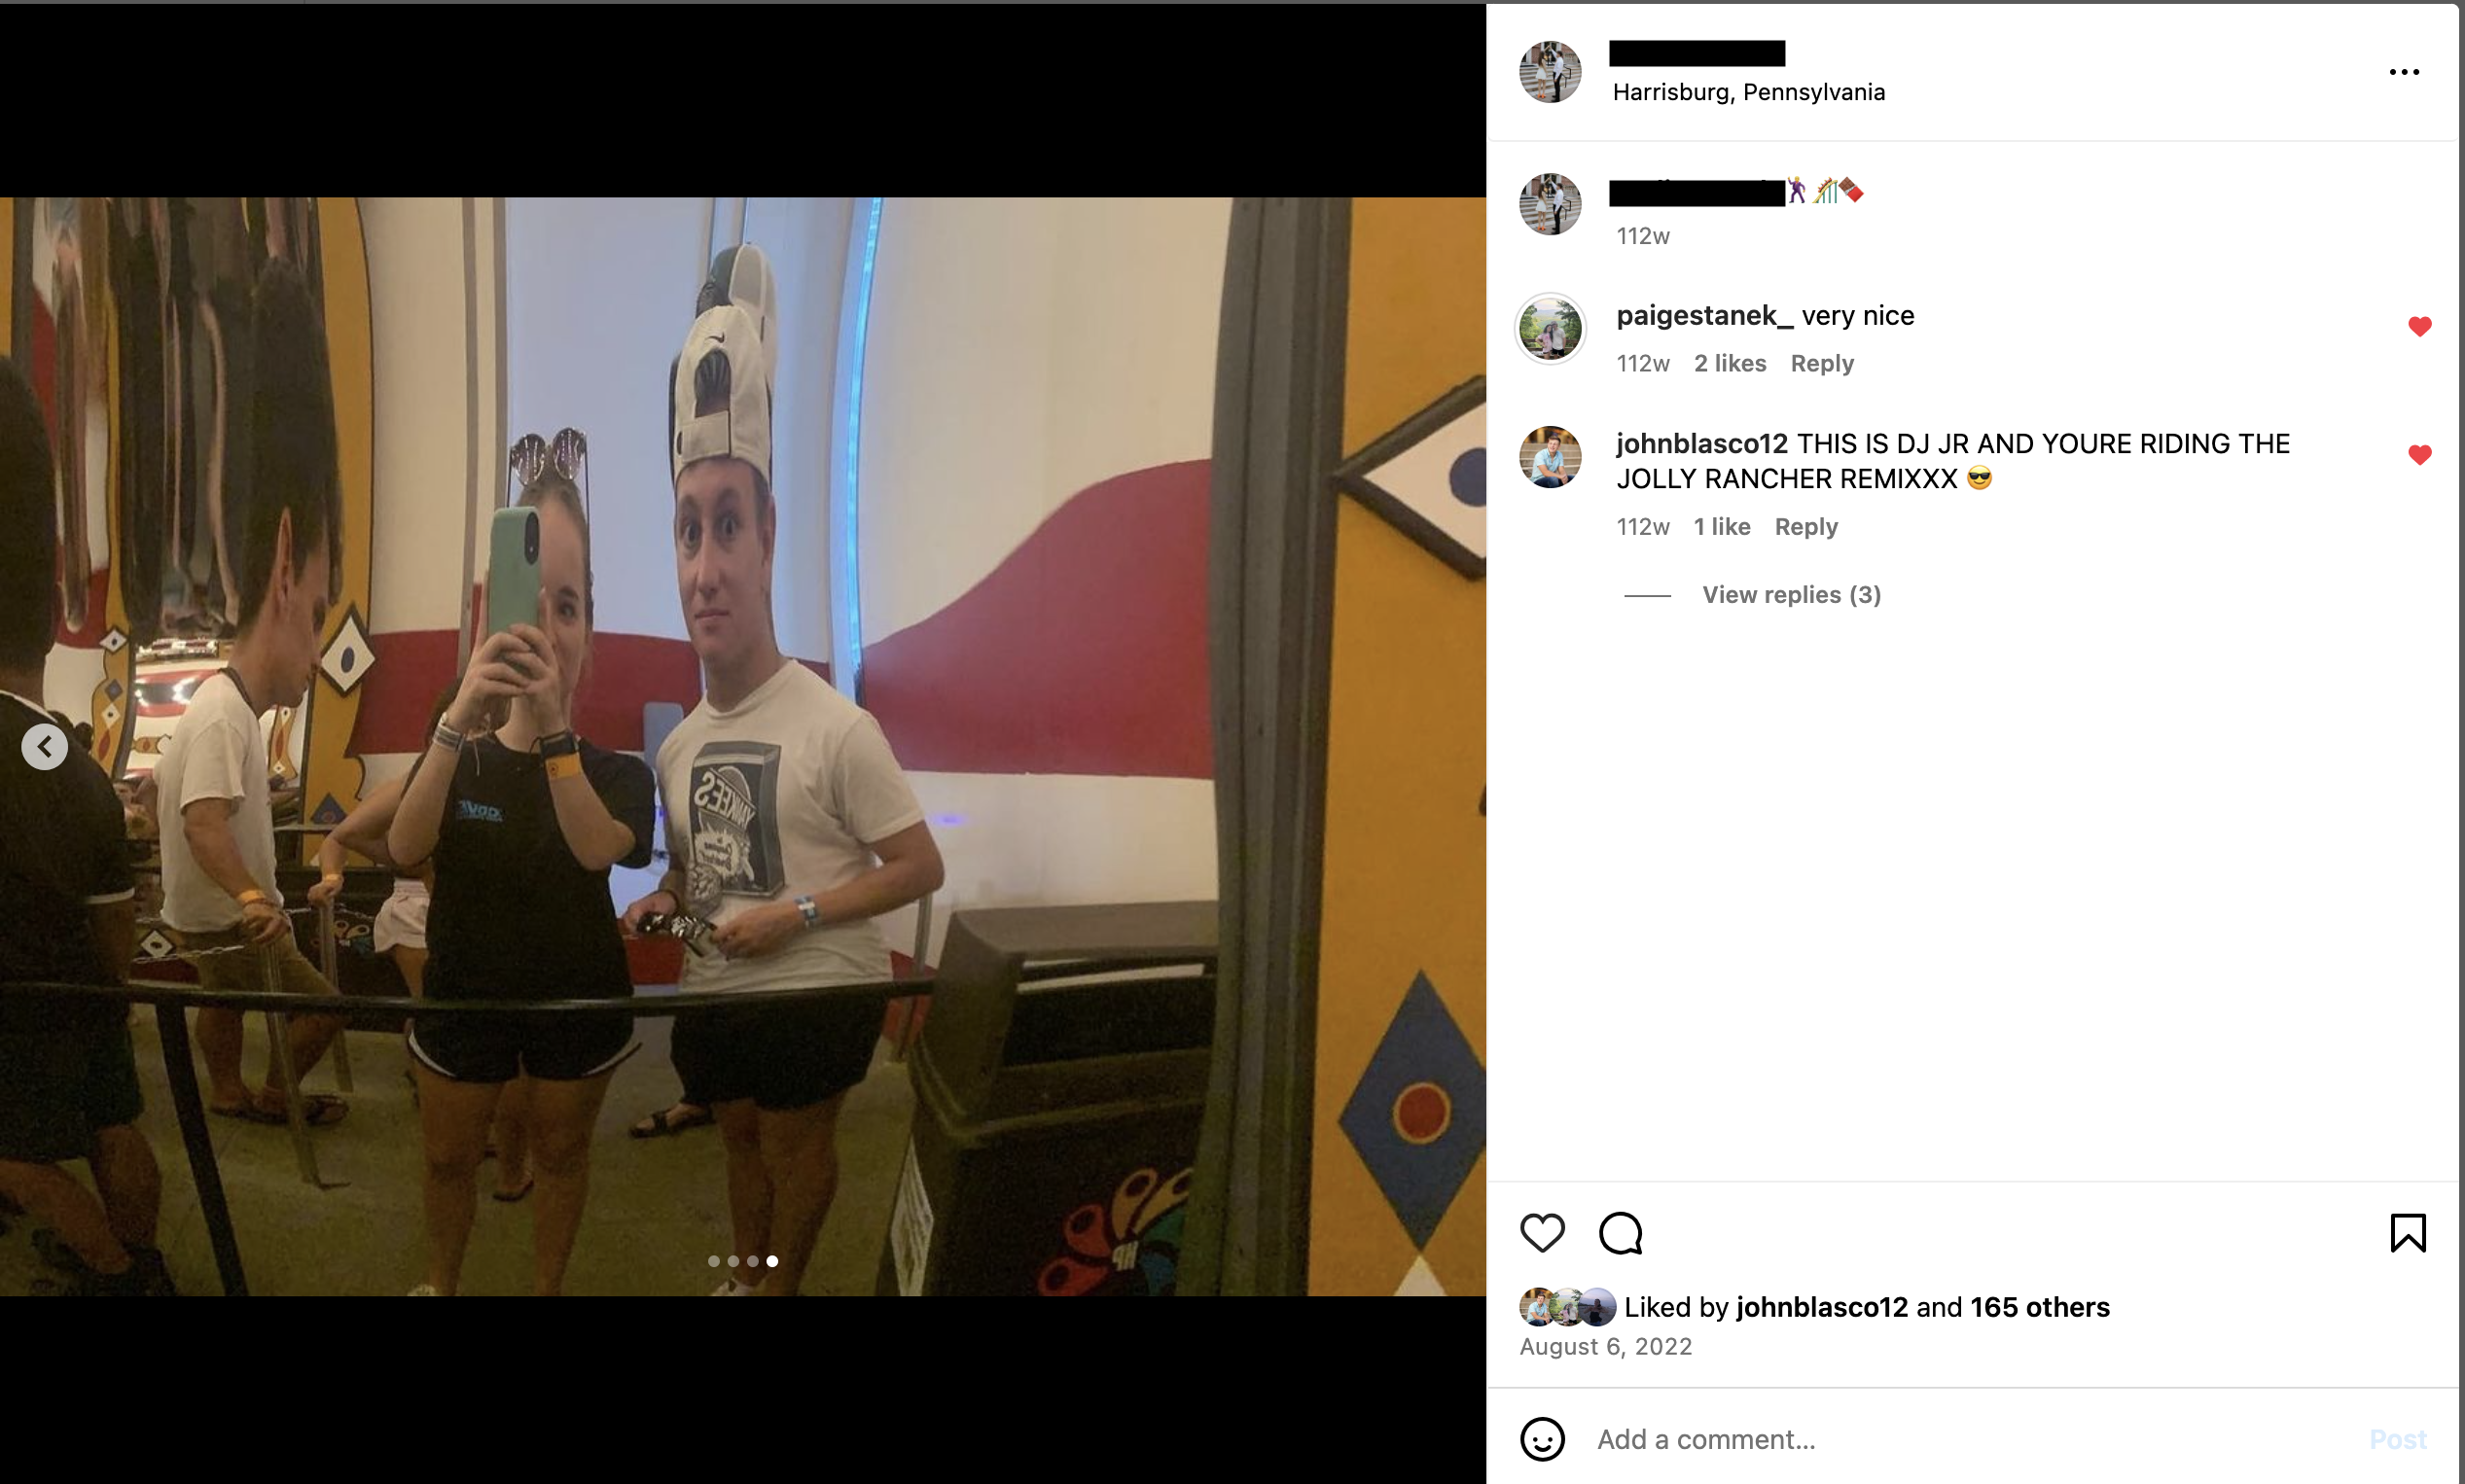 Harrisburg, Pennsylvania
112w
paigestanek_ very nice
112w 2 likes Reply
johnblasco12 THIS IS DJ JR AND YOURE RIDING THE
JOLLY RANCHER REMIXXX 😎
112w 1 like Reply
View replies (3)
YANKEES
HP
Liked by johnblasco12 and 165 others
August 6, 2022
Add a comment...
Post